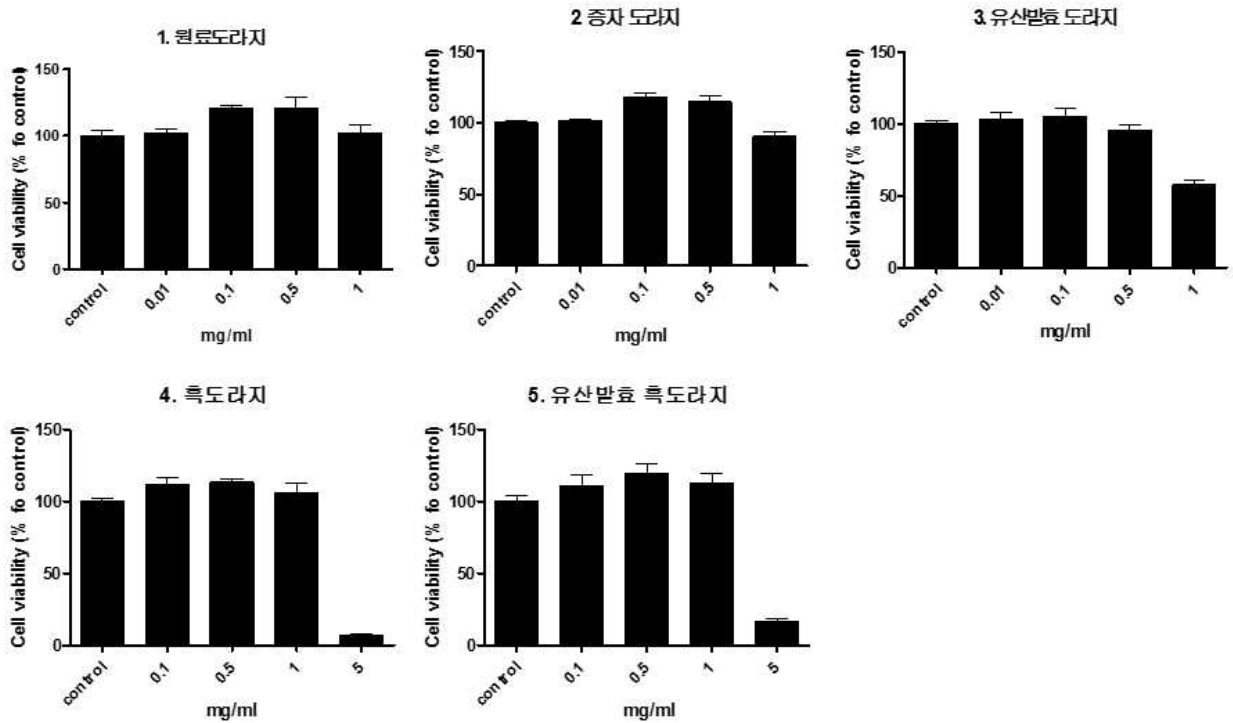 1. 원료도라지
Cell viability (% fo control)
150
100
50
0
control
0.01
0.1
0.5
1
mg/ml
2 증자 도라지
Cell viability (% fo control)
150
100
50
0
control
0.01
0.1
0.5
1
mg/ml
3. 유산발효 도라지
Cell viability (% fo control)
150
100
50
0
control
0.01
0.1
0.5
1
mg/ml
4. 흑도라지
Cell viability (% fo control)
150
100
50
0
control
0.1
0.5
1
5
mg/ml
5. 유산발효 흑도라지
Cell viability (% fo control)
150
100
50
0
control
0.1
0.5
1
5
mg/ml